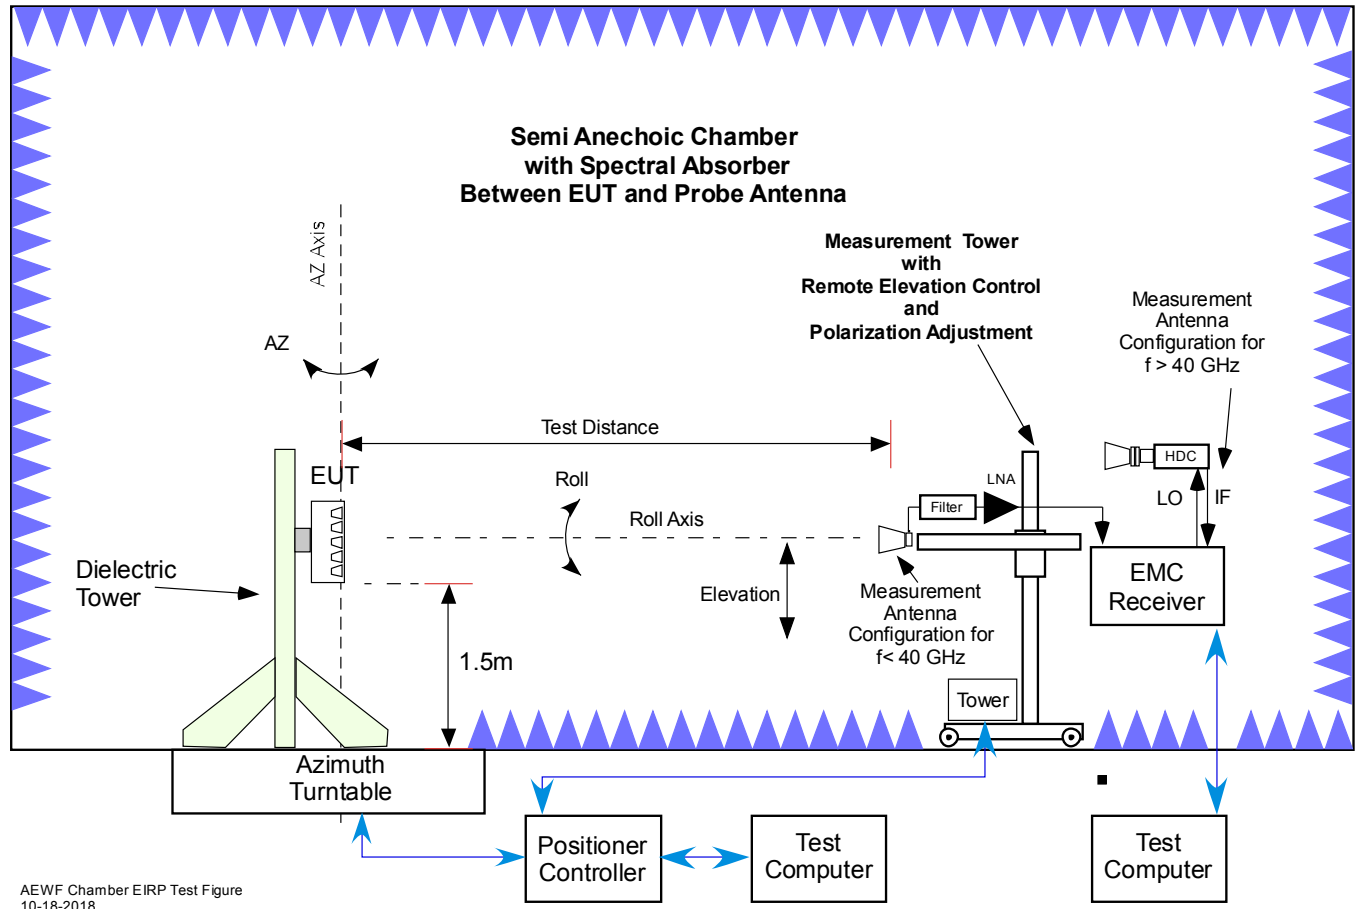 Semi Anechoic Chamber
with Spectral Absorber
Between EUT and Probe Antenna
AZ Axis
AZ
Measurement Tower
with
Remote Elevation Control
and
Polarization Adjustment
Measurement
Antenna
Configuration for
f > 40 GHz
Test Distance
EUT
Roll
Roll Axis
LNA
Filter
HDC
LO
IF
Dielectric
Tower
Elevation
1.5m
Measurement
Antenna
Configuration for
f< 40 GHz
EMC
Receiver
Tower
Azimuth
Turntable
Positioner
Controller
Test
Computer
Test
Computer
AEWF Chamber EIRP Test Figure
10-18-2018